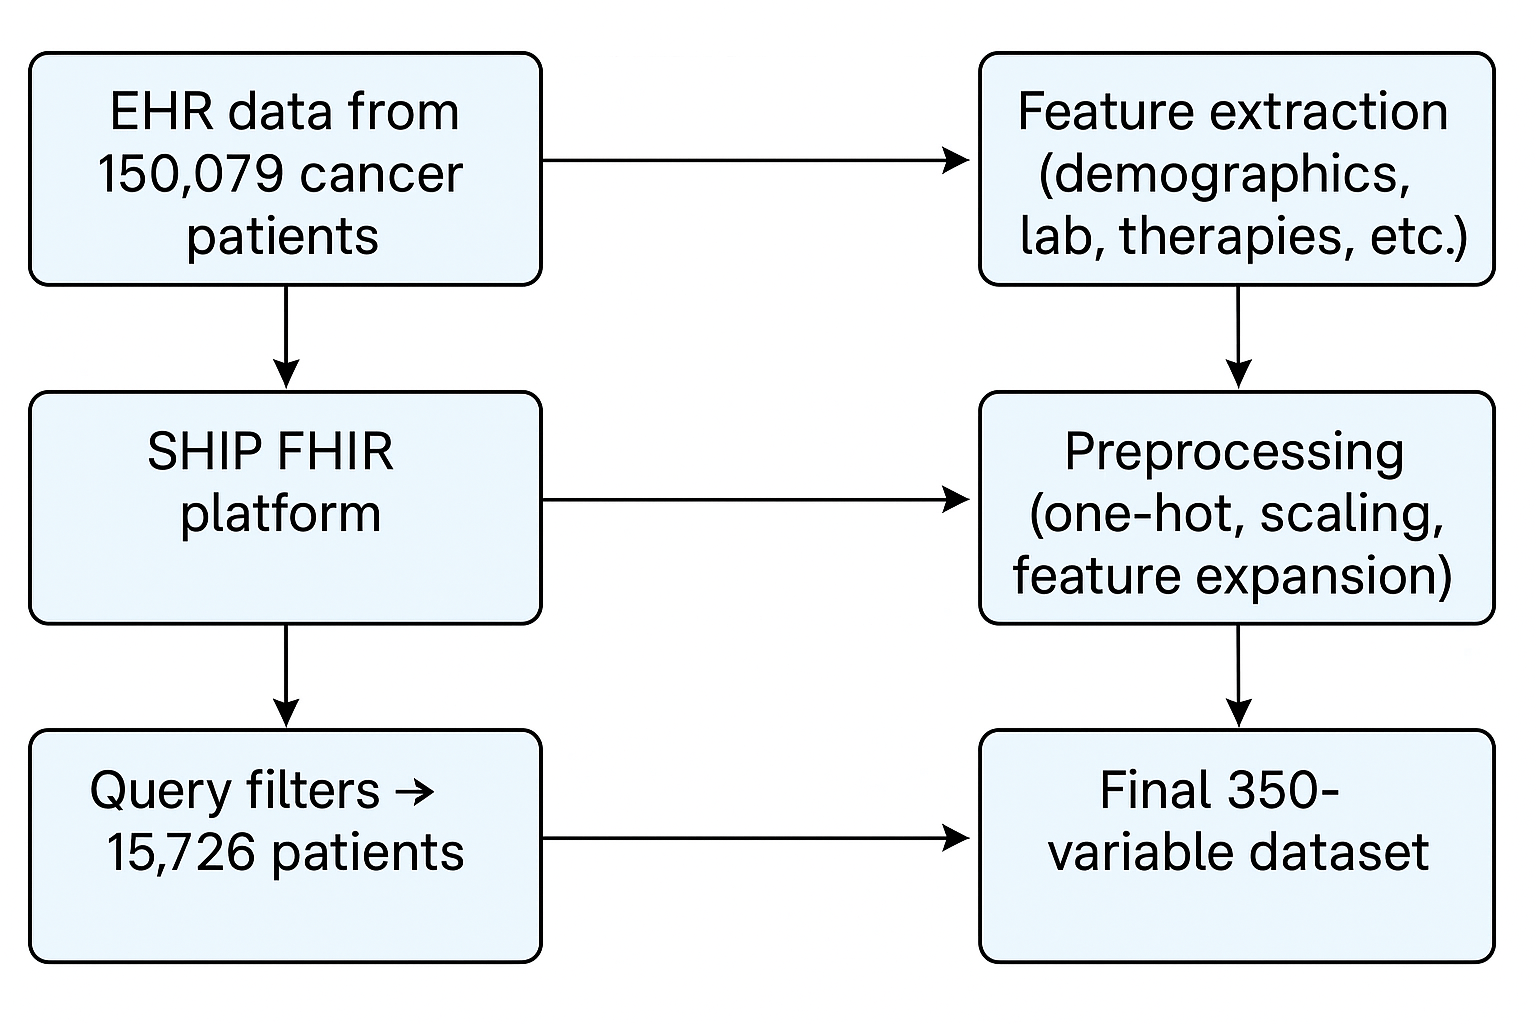 EHR data from
150,079 cancer
patients
Feature extraction
(demographics,
lab, therapies, etc.)
SHIP FHIR
platform
Preprocessing
(one-hot, scaling,
feature expansion)
Query filters →
15,726 patients
Final 350-
variable dataset